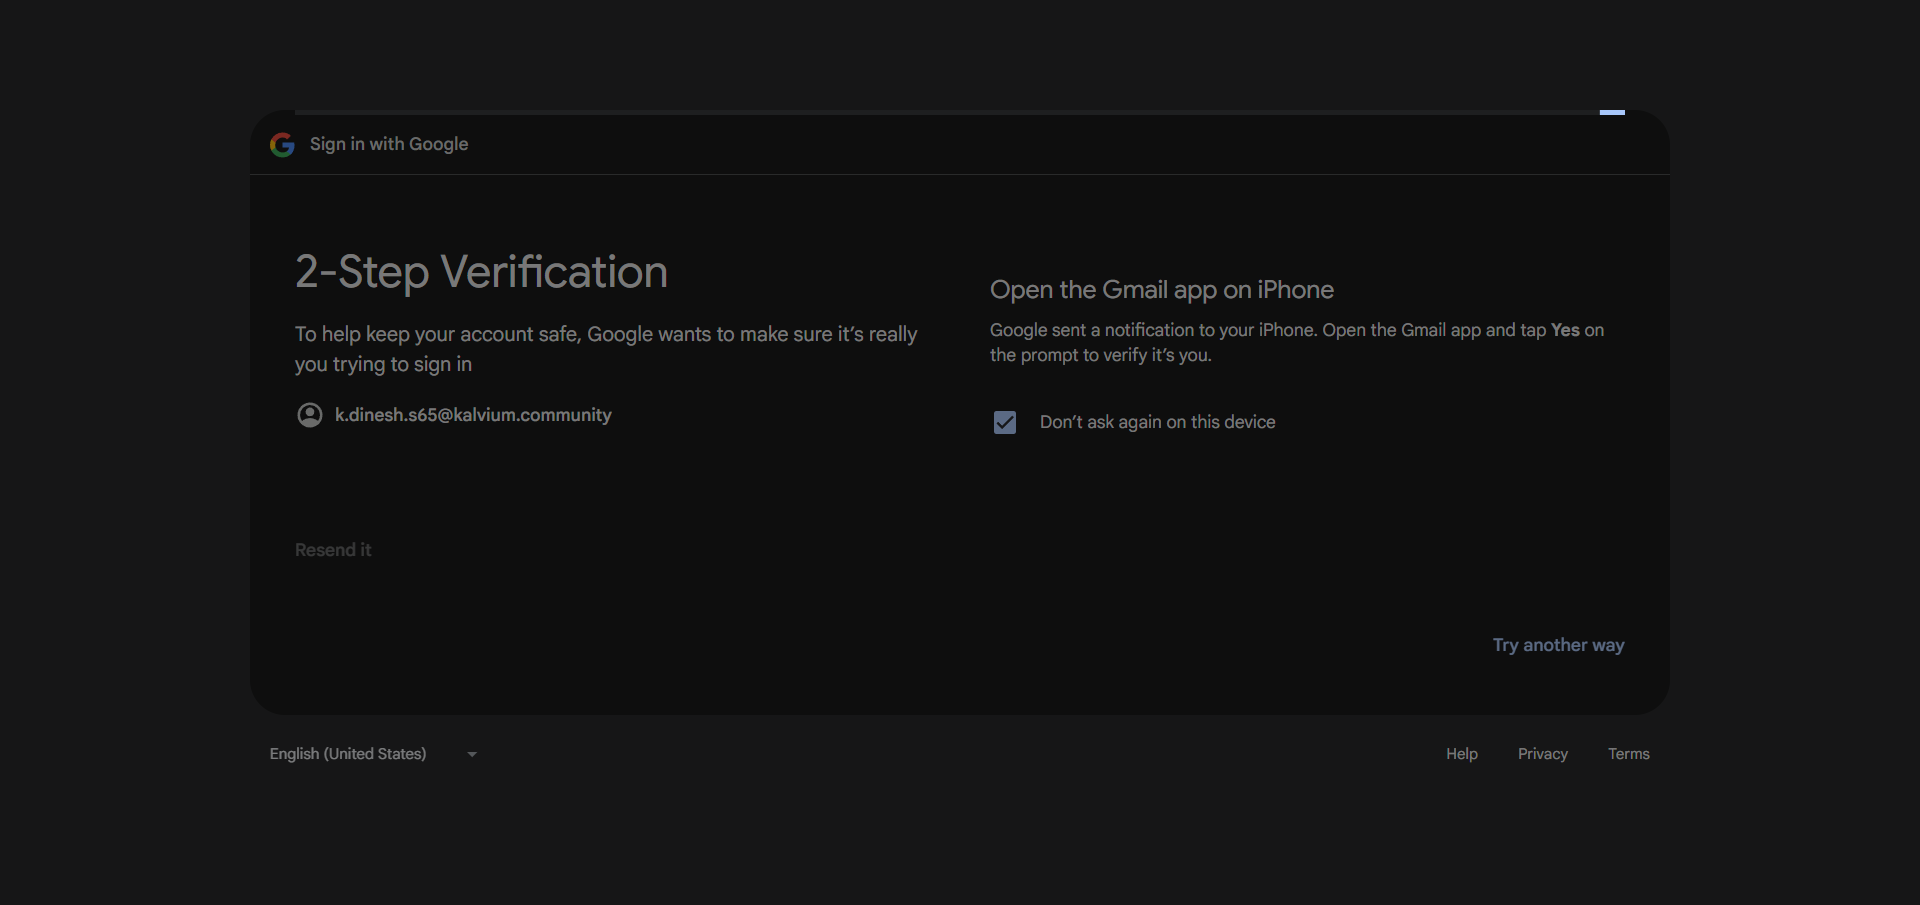 Sign in with Google
2-Step Verification
To help keep your account safe, Google wants to make sure it’s really
you trying to sign in
k.dinesh.s65@kalvium.community
Resend it
Open the Gmail app on iPhone
Google sent a notification to your iPhone. Open the Gmail app and tap Yes on
the prompt to verify it’s you.
Don’t ask again on this device
Try another way
English (United States)
Help Privacy Terms